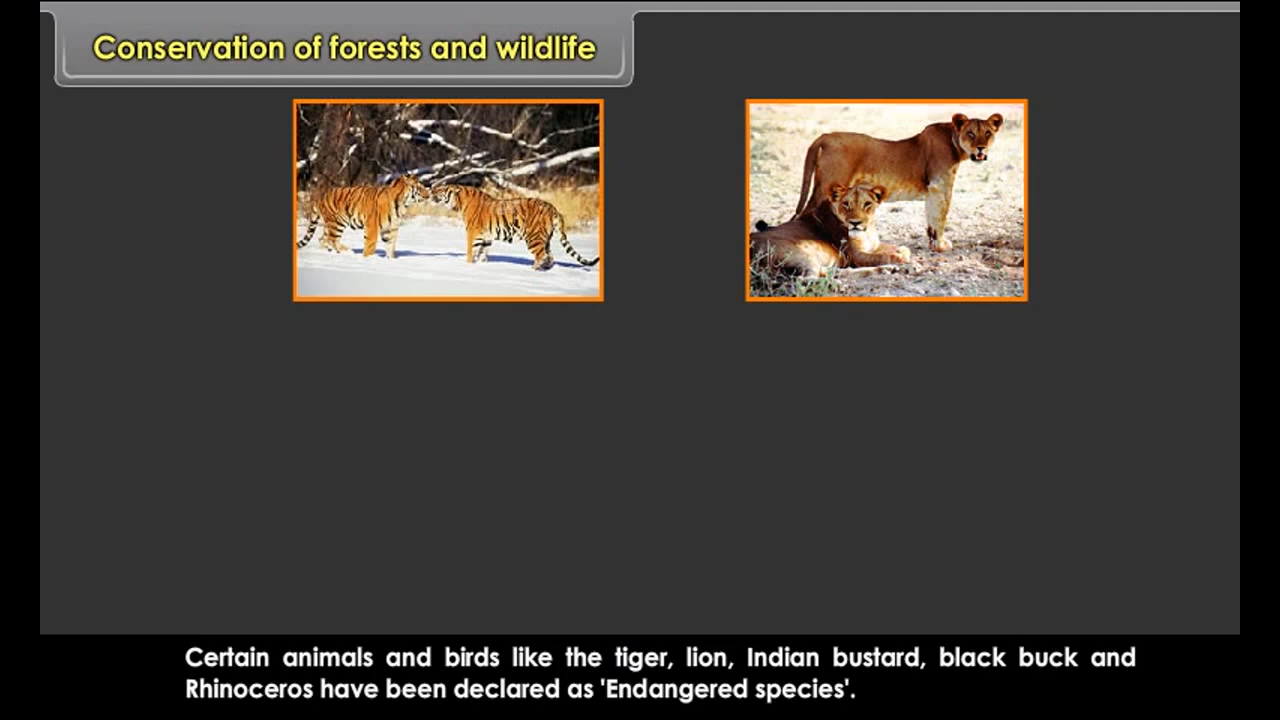 Conservation of forests and wildlife
Certain animals and birds like the tiger, lion, Indian bustard, black buck and
Rhinoceros have been declared as 'Endangered species'.